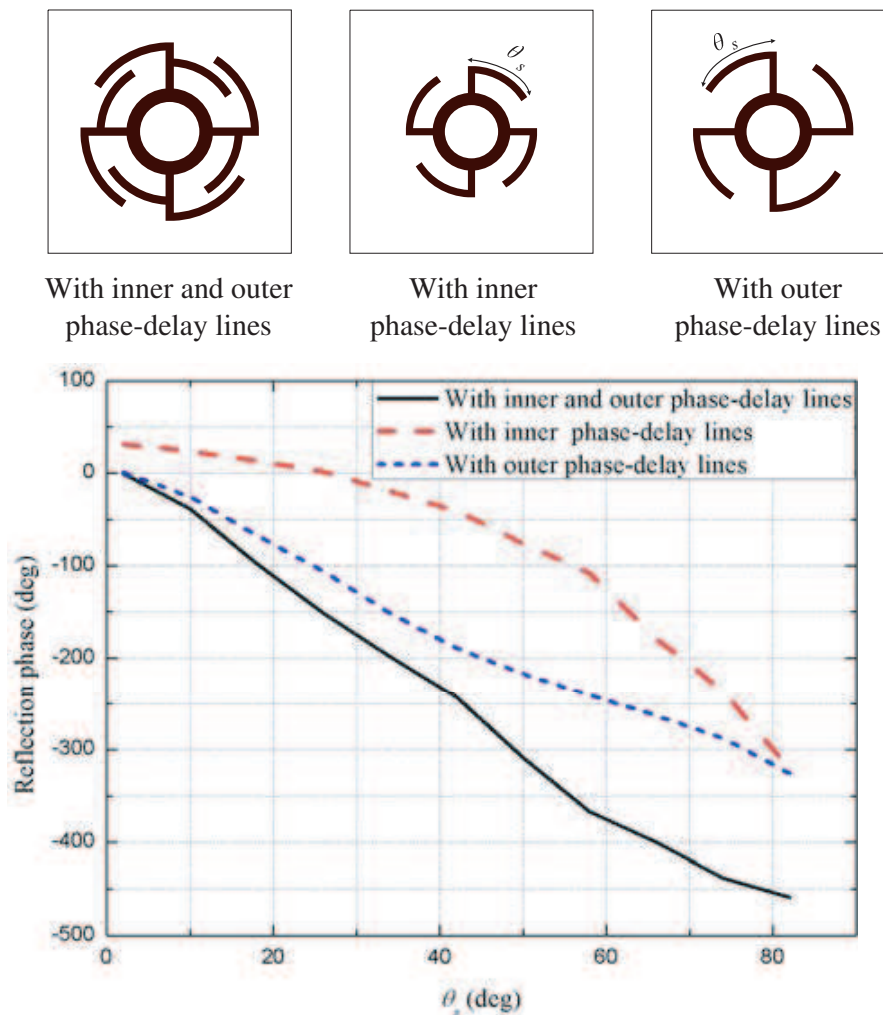 θ s
θ s
With inner and outer
phase-delay lines
With inner
phase-delay lines
With outer
phase-delay lines
With inner and outer phase-delay lines
With inner phase-delay lines
With outer phase-delay lines
Reflection phase (deg)
100
0
-100
-200
-300
-400
-500
0
20
40
60
80
θs (deg)